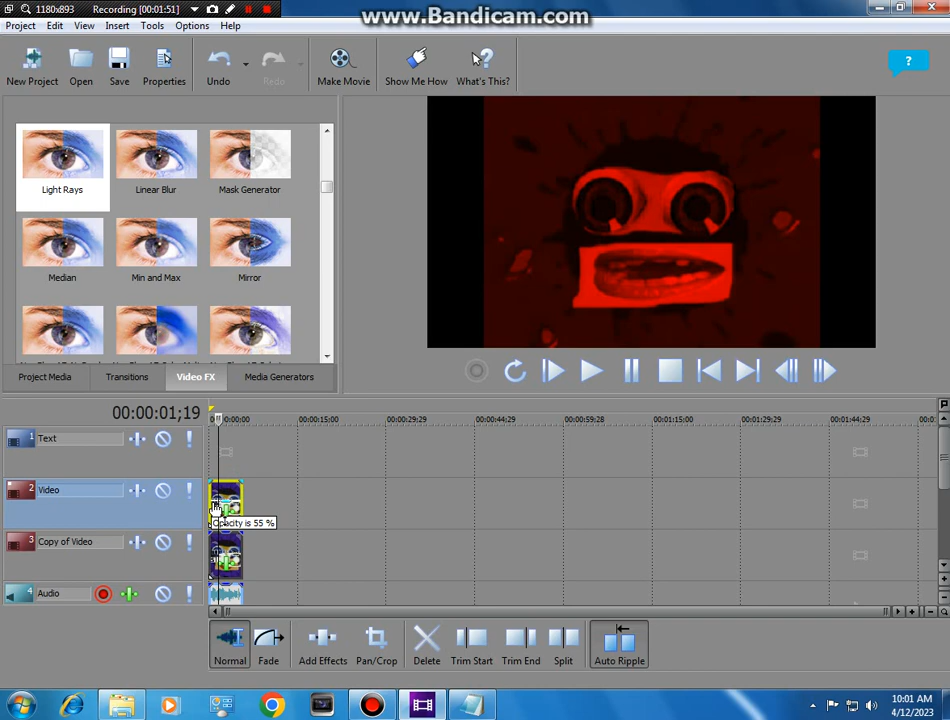 1180x893 Recording [00:01:51]
www.Bandicam.com
Project Edit View Insert Tools Options Help
New Project Open Save Properties Undo Redo Make Movie Show Me How What's This?
?
Light Rays Linear Blur Mask Generator
Median Min and Max Mirror
Project Media Transitions Video FX Media Generators
00:00:01;19
00:00:00 00:00:15;00 00:00:29;29 00:00:44;29 00:00:59;28 00:01:15;00 00:01:29;29 00:01:44;29 00:0
1 Text
2 Video
Opacity is 55 %
3 Copy of Video
4 Audio
Normal Fade Add Effects Pan/Crop Delete Trim Start Trim End Split Auto Ripple
10:01 AM
4/12/2023